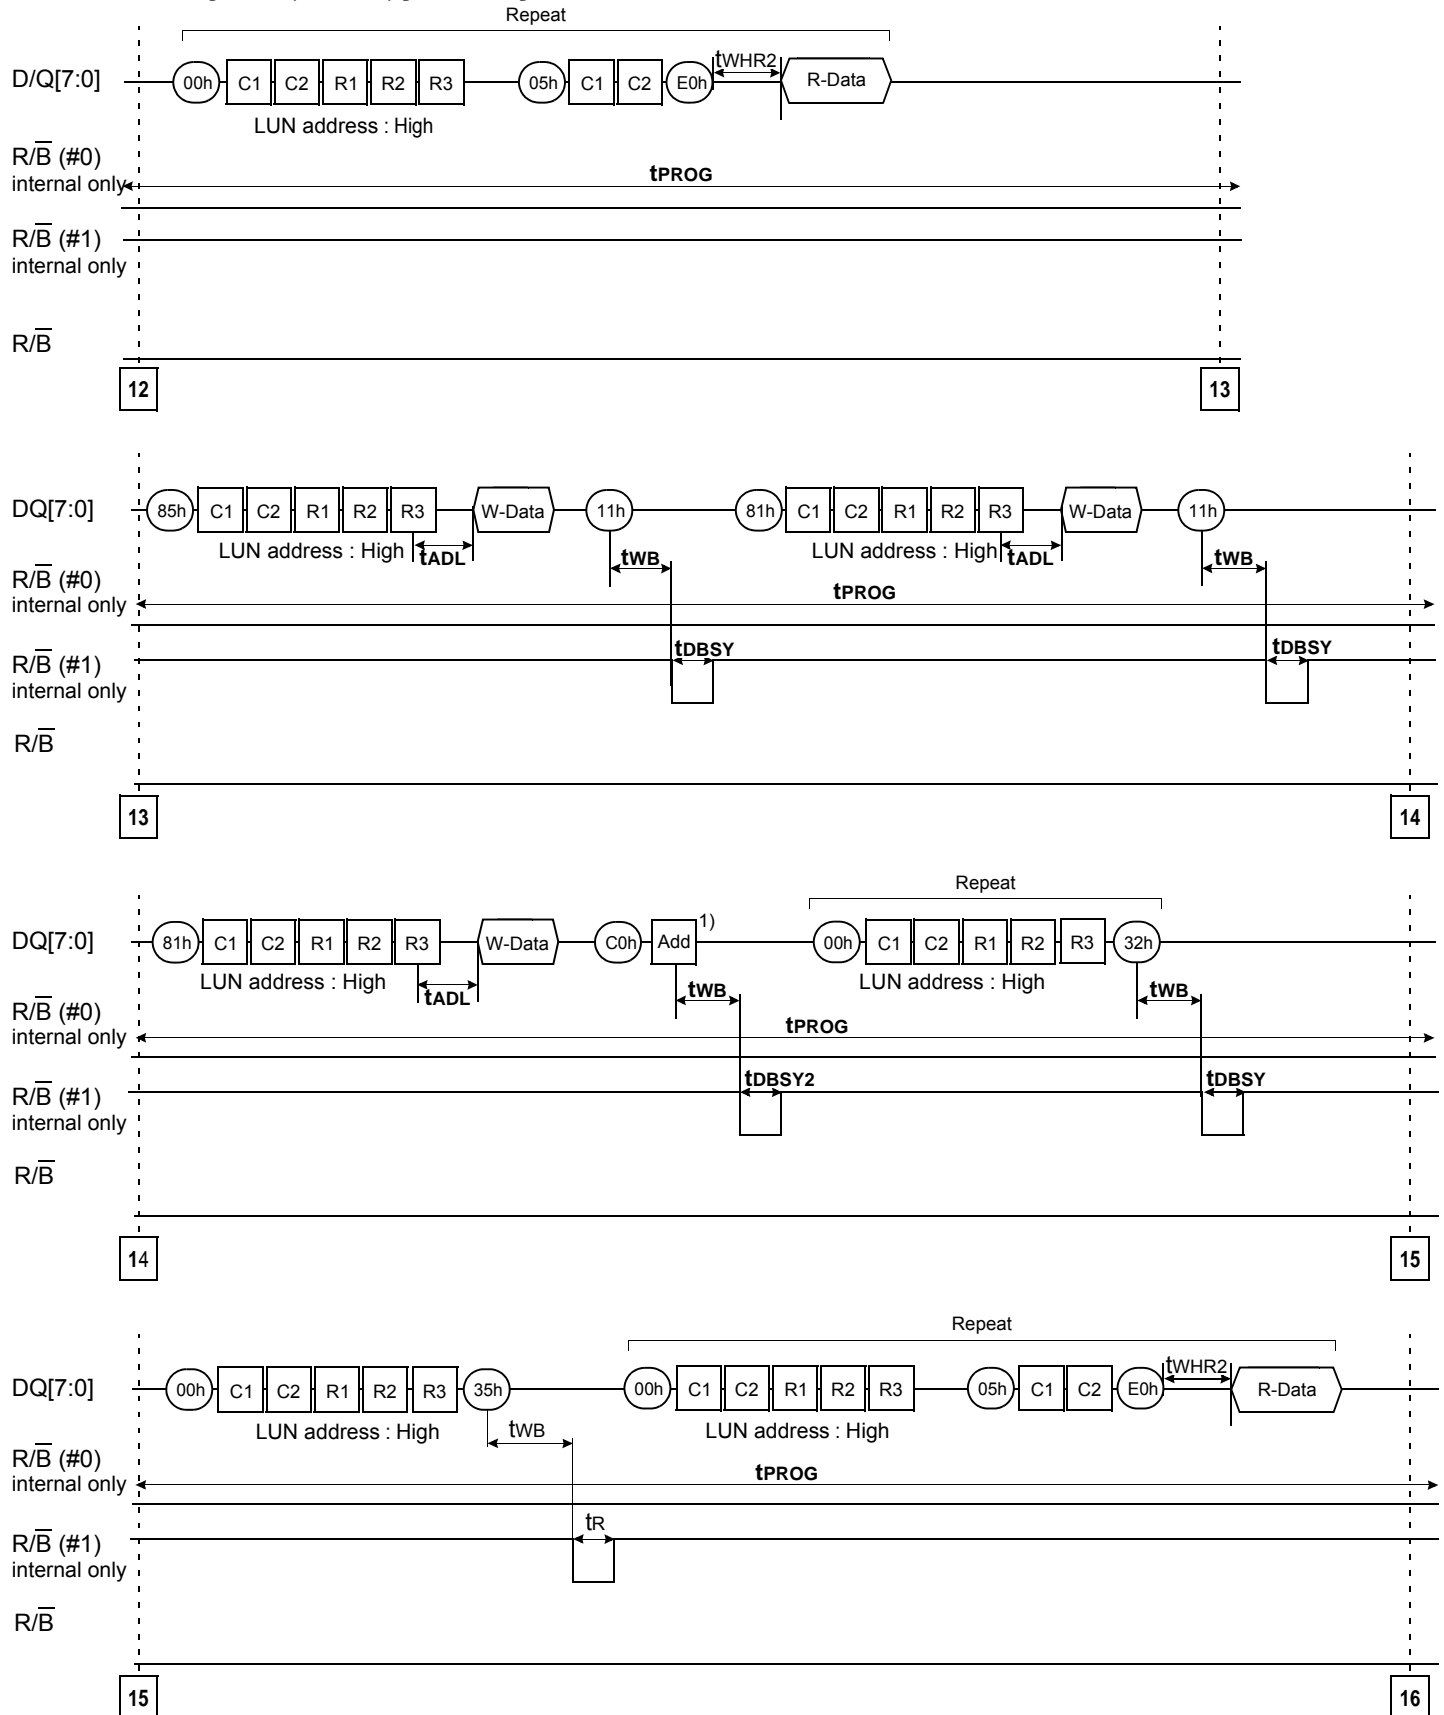 Repeat
D/Q[7:0] 00h C1 C2 R1 R2 R3 05h C1 C2 E0h tWHR2 R-Data
LUN address : High
R/B (#0)
internal only
tPROG
R/B (#1)
internal only
R/B
12 13
DQ[7:0] 85h C1 C2 R1 R2 R3 W-Data 11h 81h C1 C2 R1 R2 R3 W-Data 11h
LUN address : High tADL tWB LUN address : High tADL tWB
R/B (#0)
internal only
tPROG
R/B (#1)
internal only
tDBSY tDBSY
R/B
13 14
Repeat
DQ[7:0] 81h C1 C2 R1 R2 R3 W-Data C0h Add 1) 00h C1 C2 R1 R2 R3 32h
LUN address : High tADL tWB LUN address : High tWB
R/B (#0)
internal only
tPROG
R/B (#1)
internal only
tDBSY2 tDBSY
R/B
14 15
Repeat
DQ[7:0] 00h C1 C2 R1 R2 R3 35h 00h C1 C2 R1 R2 R3 05h C1 C2 E0h tWHR2 R-Data
LUN address : High tWB LUN address : High
R/B (#0)
internal only
tPROG
R/B (#1)
internal only
tR
R/B
15 16